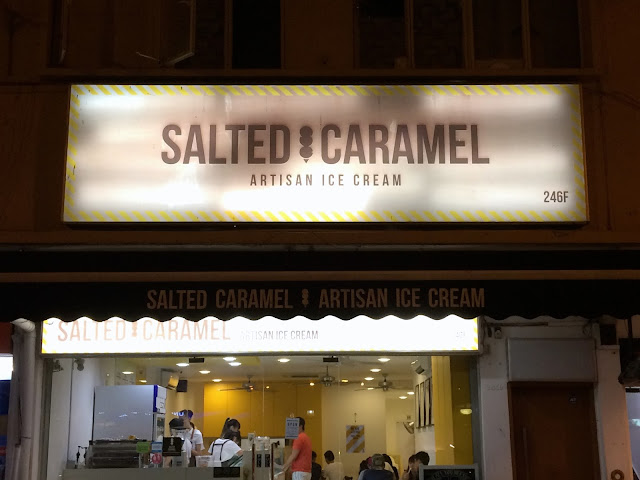 SALTED CARAMEL
ARTISAN ICE CREAM
246F
SALTED CARAMEL ARTISAN ICE CREAM
SALTED CARAMEL ARTISAN ICE CREAM